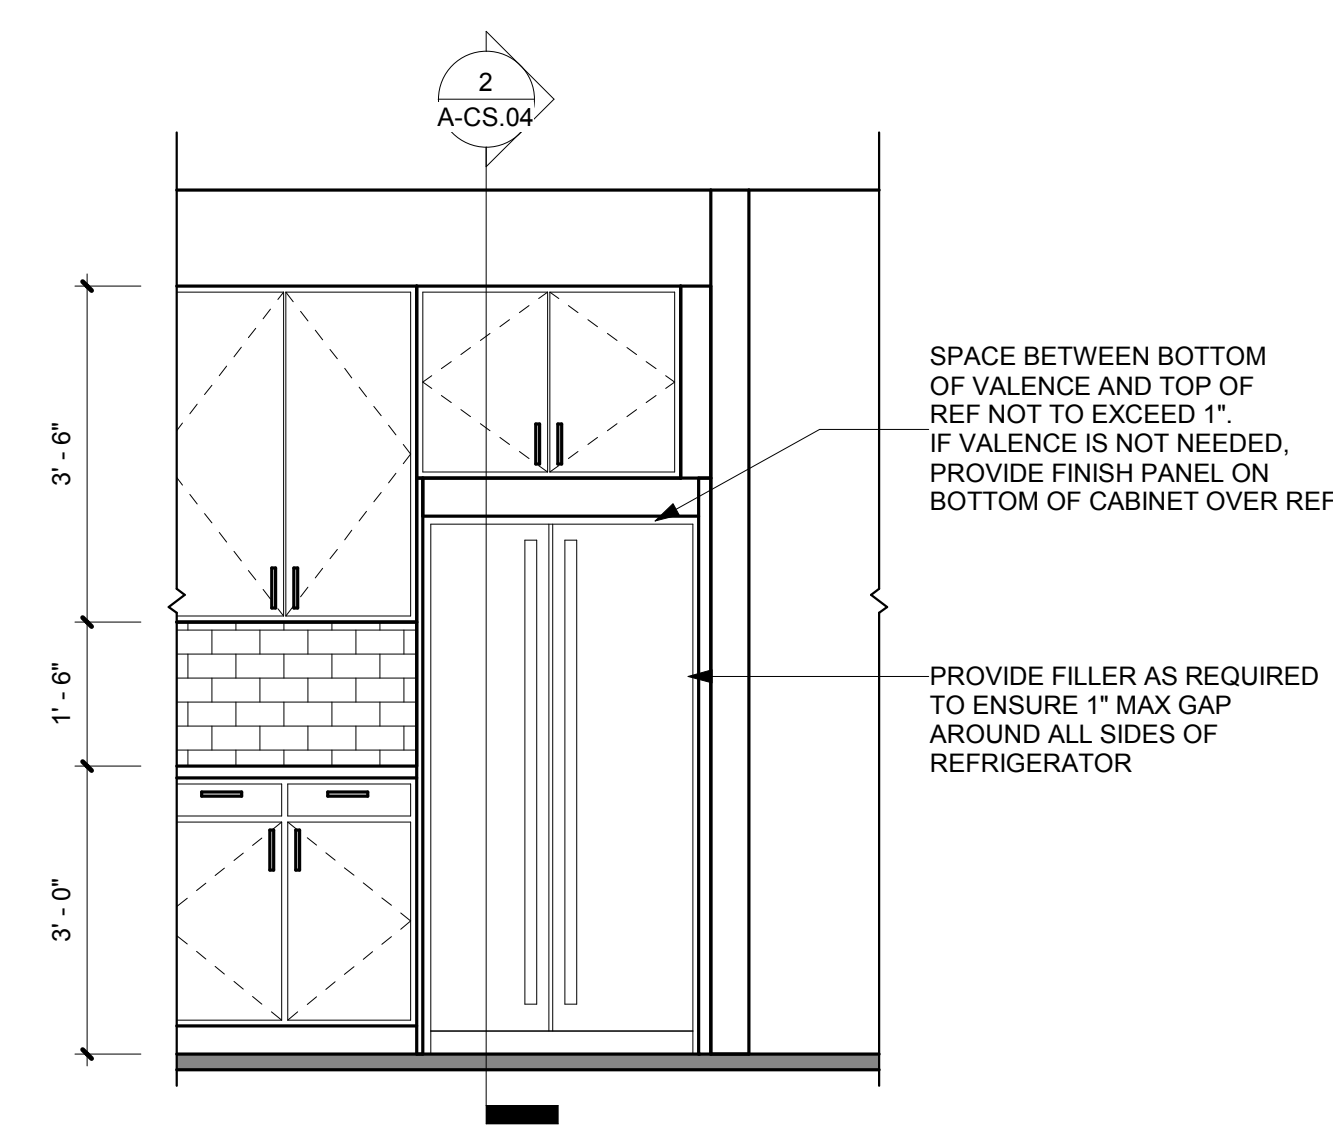 2
A-CS.04
SPACE BETWEEN BOTTOM
OF VALENCE AND TOP OF
REF NOT TO EXCEED 1".
IF VALENCE IS NOT NEEDED,
PROVIDE FINISH PANEL ON
BOTTOM OF CABINET OVER REF
3' - 6"
1' - 6"
PROVIDE FILLER AS REQUIRED
TO ENSURE 1" MAX GAP
AROUND ALL SIDES OF
REFRIGERATOR
3' - 0"